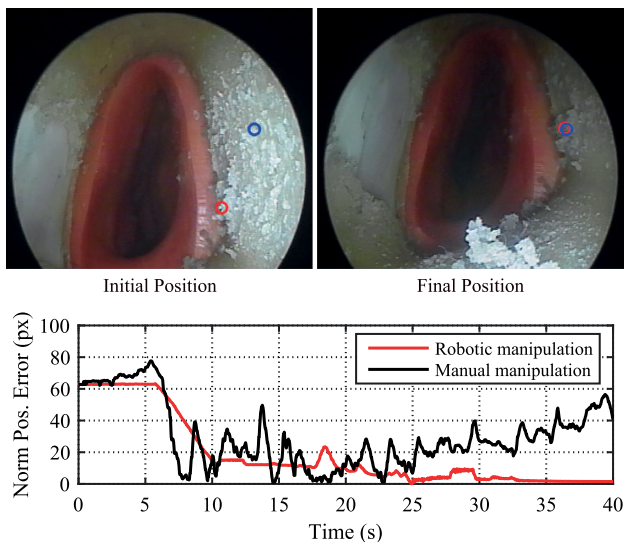 Initial Position
Final Position
Norm Pos. Error (px)
100
80
60
40
20
0
Robotic manipulation
Manual manipulation
0 5 10 15 20 25 30 35 40
Time (s)